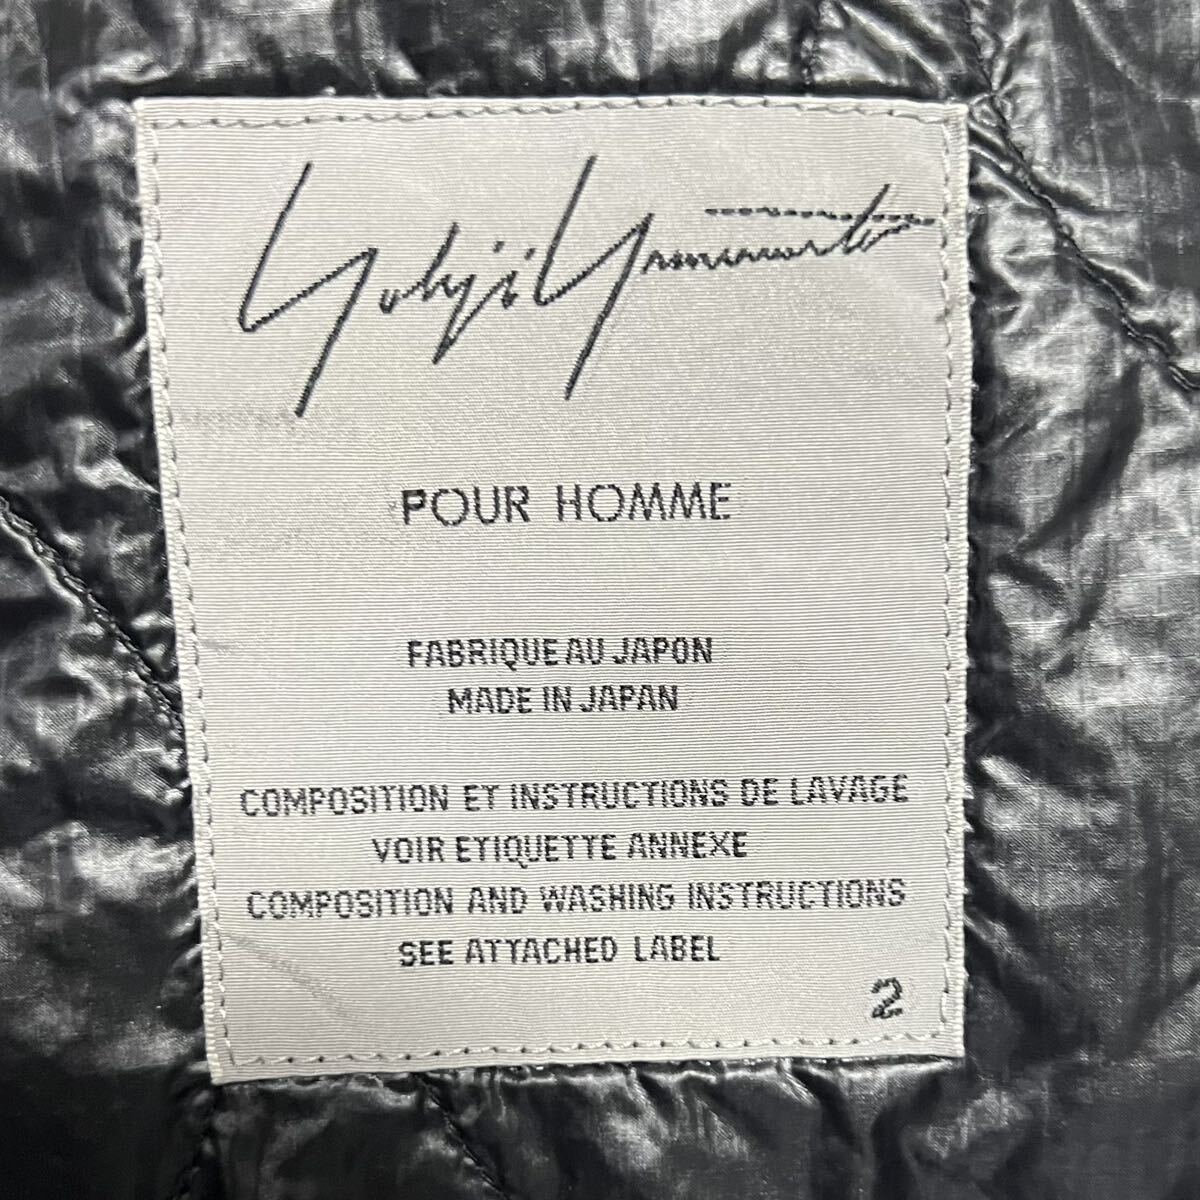 Yohji Yamamoto
POUR HOMME
FABRIQUE AU JAPON
MADE IN JAPAN
COMPOSITION ET INSTRUCTIONS DE LAVAGE
VOIR ETIQUETTE ANNEXE
COMPOSITION AND WASHING INSTRUCTIONS
SEE ATTACHED LABEL
2